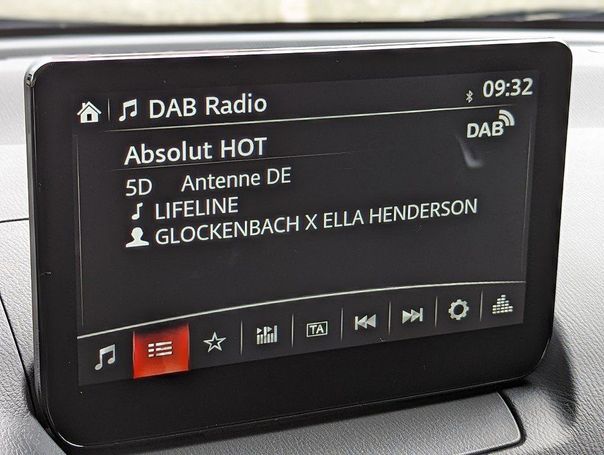 DAB Radio 09:32
DAB
Absolut HOT
5D Antenne DE
LIFELINE
GLOCKENBACH X ELLA HENDERSON
TA